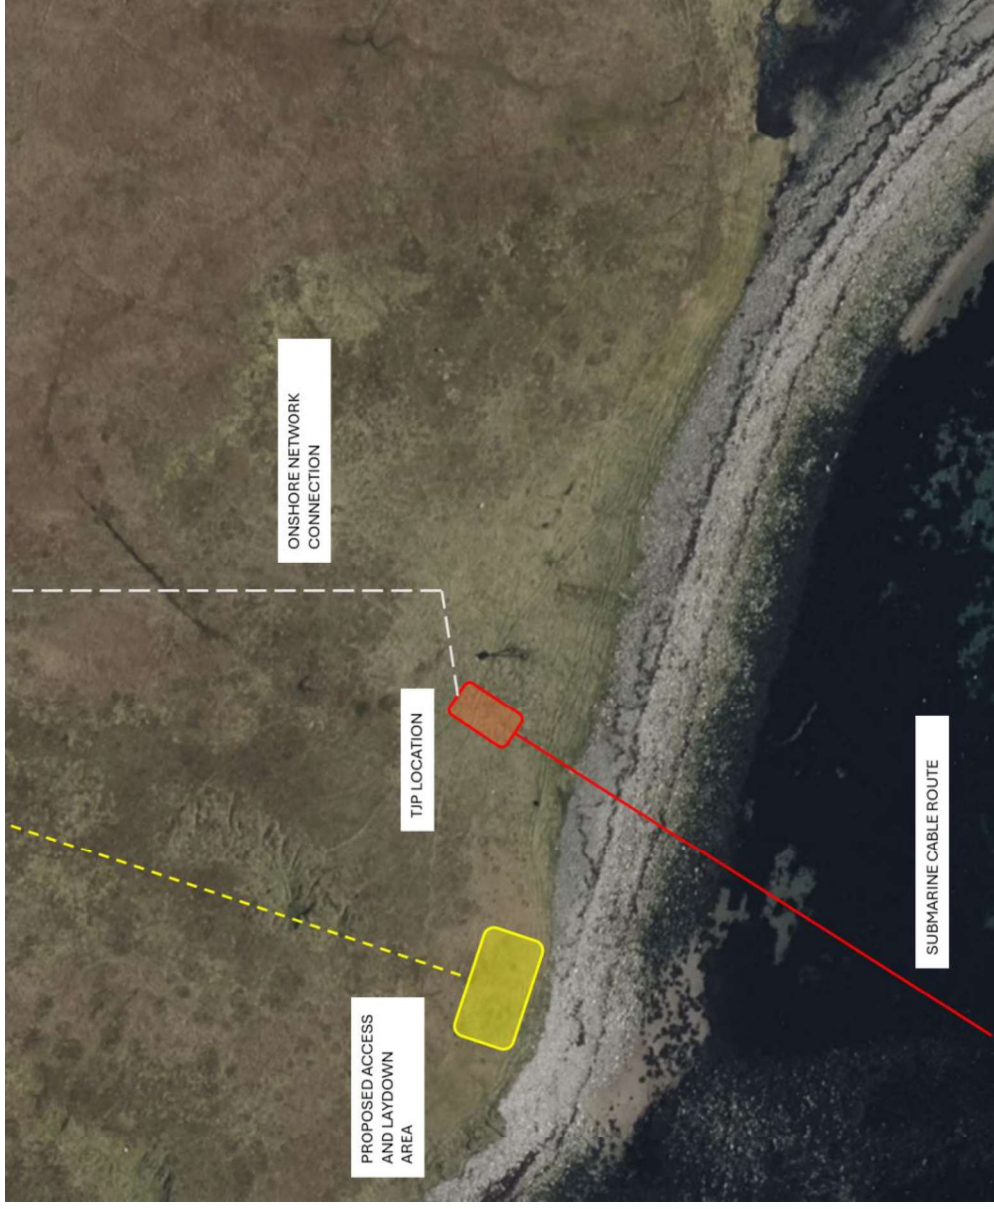 PROPOSED ACCESS
AND LAYDOWN
AREA
TJP LOCATION
ONSHORE NETWORK
CONNECTION
SUBMARINE CABLE ROUTE